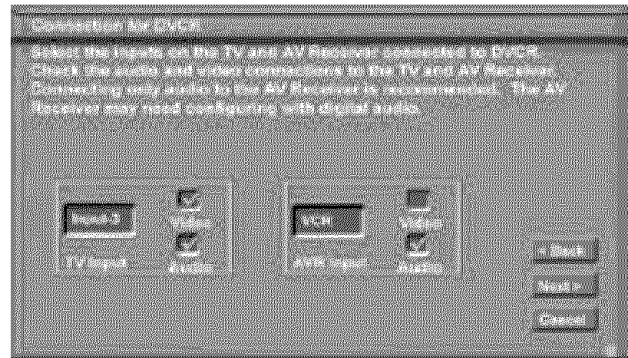 Connection for DVCR
Select the inputs on the TV and AV Receiver connected to DVCR.
Check the audio and video connections to the TV and AV Receiver.
Connecting only audio to the AV Receiver is recommended. The AV
Receiver may need configuring with digital audio.
Input-3
Video
TV Input
Audio
VCR
Video
AVR Input
Audio
< Back
Next >
Cancel